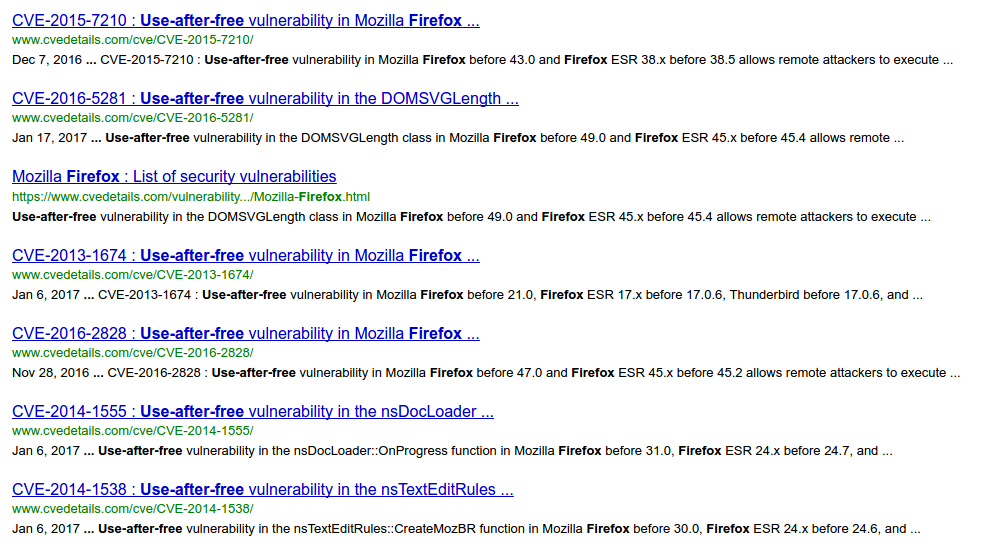 CVE-2015-7210 : Use-after-free vulnerability in Mozilla Firefox ...
www.cvedetails.com/cve/CVE-2015-7210/
Dec 7, 2016 ... CVE-2015-7210 : Use-after-free vulnerability in Mozilla Firefox before 43.0 and Firefox ESR 38.x before 38.5 allows remote attackers to execute ...
CVE-2016-5281 : Use-after-free vulnerability in the DOMSVGLength ...
www.cvedetails.com/cve/CVE-2016-5281/
Jan 17, 2017 ... Use-after-free vulnerability in the DOMSVGLength class in Mozilla Firefox before 49.0 and Firefox ESR 45.x before 45.4 allows remote ...
Mozilla Firefox : List of security vulnerabilities
https://www.cvedetails.com/vulnerability.../Mozilla-Firefox.html
Use-after-free vulnerability in the DOMSVGLength class in Mozilla Firefox before 49.0 and Firefox ESR 45.x before 45.4 allows remote attackers to execute ...
CVE-2013-1674 : Use-after-free vulnerability in Mozilla Firefox ...
www.cvedetails.com/cve/CVE-2013-1674/
Jan 6, 2017 ... CVE-2013-1674 : Use-after-free vulnerability in Mozilla Firefox before 21.0, Firefox ESR 17.x before 17.0.6, Thunderbird before 17.0.6, and ...
CVE-2016-2828 : Use-after-free vulnerability in Mozilla Firefox ...
www.cvedetails.com/cve/CVE-2016-2828/
Nov 28, 2016 ... CVE-2016-2828 : Use-after-free vulnerability in Mozilla Firefox before 47.0 and Firefox ESR 45.x before 45.2 allows remote attackers to execute ...
CVE-2014-1555 : Use-after-free vulnerability in the nsDocLoader ...
www.cvedetails.com/cve/CVE-2014-1555/
Jan 6, 2017 ... Use-after-free vulnerability in the nsDocLoader::OnProgress function in Mozilla Firefox before 31.0, Firefox ESR 24.x before 24.7, and ...
CVE-2014-1538 : Use-after-free vulnerability in the nsTextEditRules ...
www.cvedetails.com/cve/CVE-2014-1538/
Jan 6, 2017 ... Use-after-free vulnerability in the nsTextEditRules::CreateMozBR function in Mozilla Firefox before 30.0, Firefox ESR 24.x before 24.6, and ...